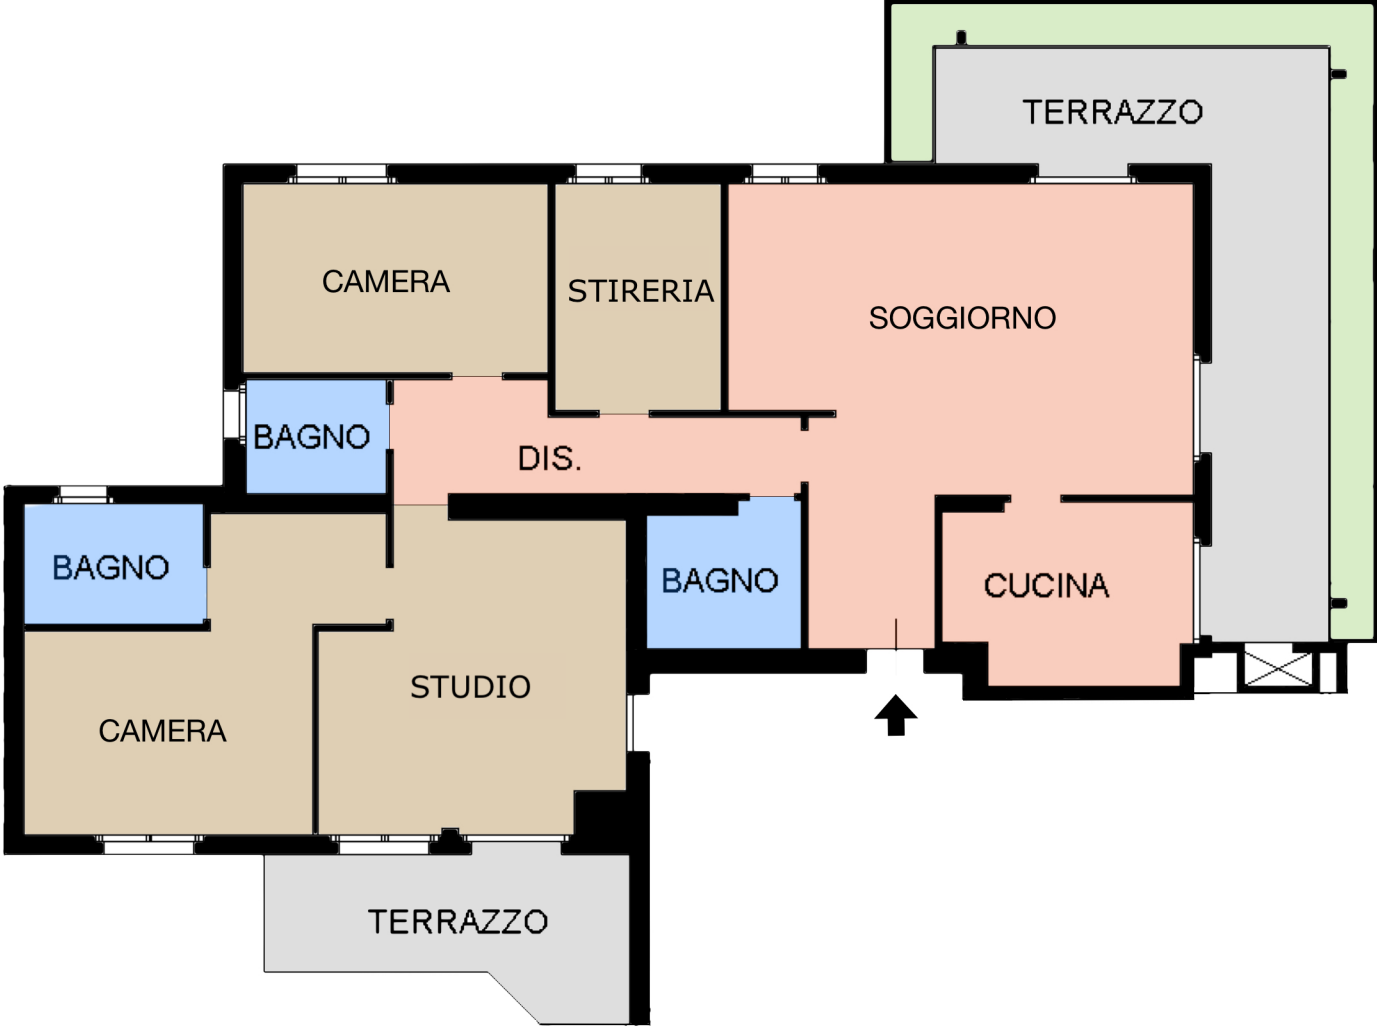 TERRAZZO
CAMERA
STIRERIA
SOGGIORNO
BAGNO
DIS.
BAGNO
BAGNO
CUCINA
STUDIO
CAMERA
TERRAZZO